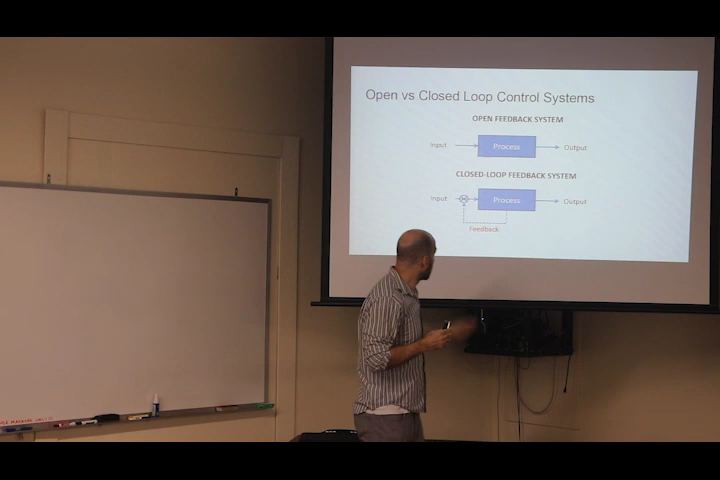 Open vs Closed Loop Control Systems
OPEN FEEDBACK SYSTEM
Input Process Output
CLOSED-LOOP FEEDBACK SYSTEM
Input Process Output
Feedback